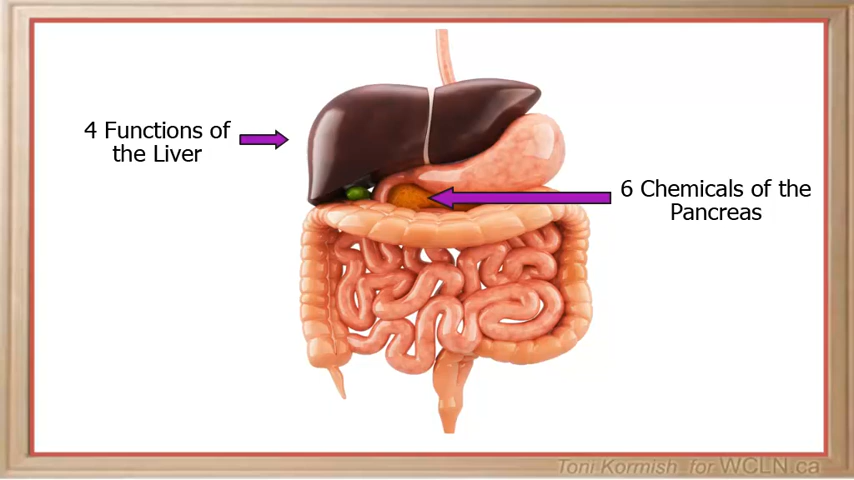 4 Functions of
the Liver
6 Chemicals of the
Pancreas
Toni Kormish for WCLN.ca